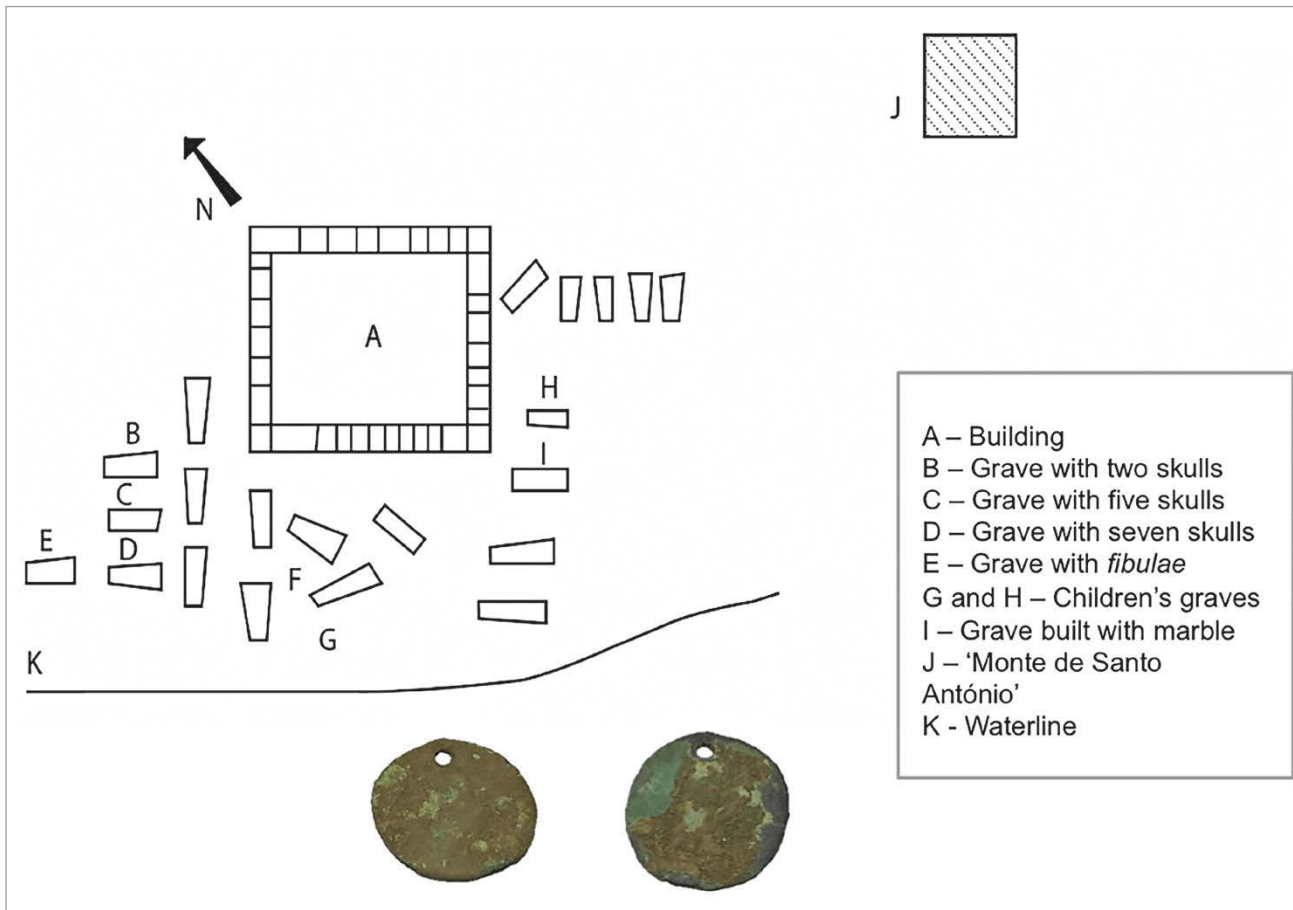 J
N
A
H
B
I
C
E
D
F
G
K
A – Building
B – Grave with two skulls
C – Grave with five skulls
D – Grave with seven skulls
E – Grave with fibulae
G and H – Children's graves
I – Grave built with marble
J – ‘Monte de Santo
António’
K - Waterline